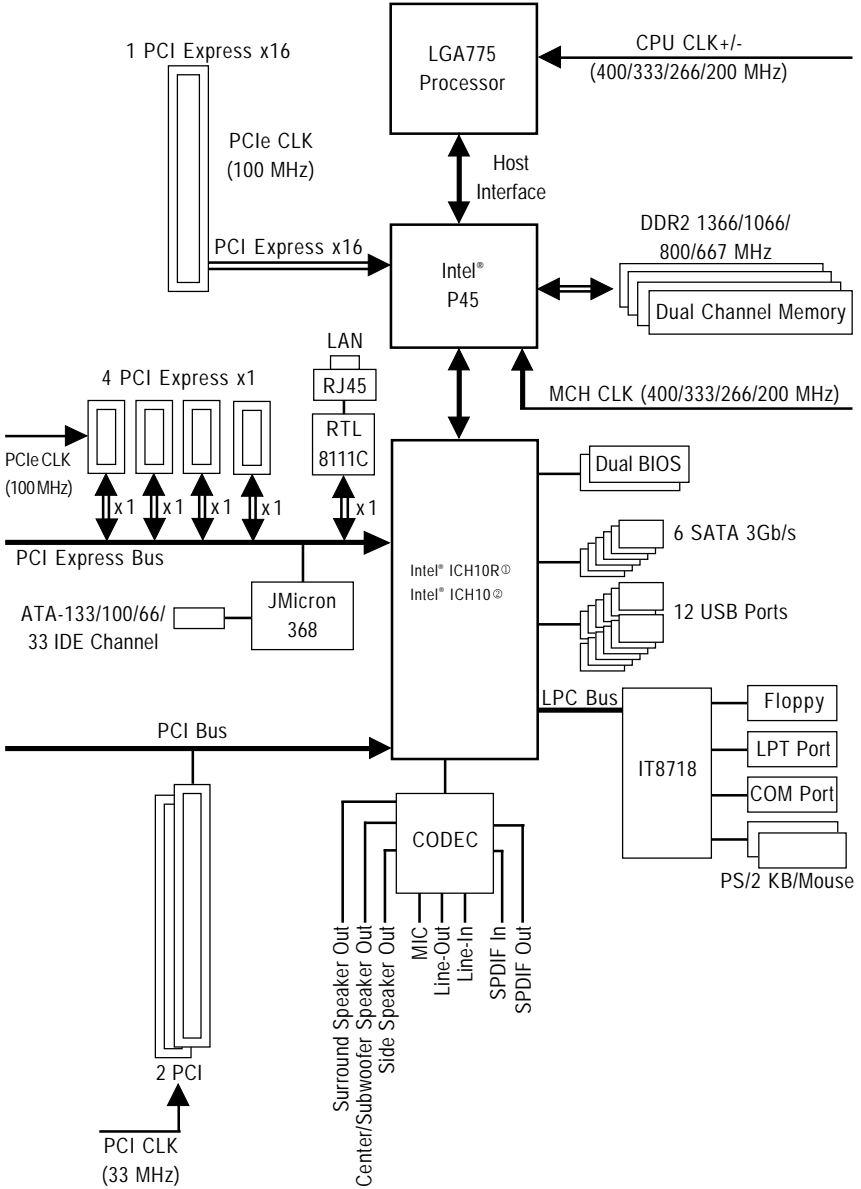 1 PCI Express x16
LGA775
Processor
CPU CLK+/-
(400/333/266/200 MHz)
PCIe CLK
(100 MHz)
Host
Interface
PCI Express x16
Intel®
P45
DDR2 1366/1066/
800/667 MHz
Dual Channel Memory
LAN
RJ45
RTL
8111C
4 PCI Express x1
MCH CLK (400/333/266/200 MHz)
PCIe CLK
(100 MHz)
x1
x1
x1
x1
x1
PCI Express Bus
Dual BIOS
6 SATA 3Gb/s
Intel® ICH10R①
Intel® ICH10②
12 USB Ports
JMicron
368
ATA-133/100/66/
33 IDE Channel
LPC Bus
IT8718
Floppy
LPT Port
COM Port
PS/2 KB/Mouse
PCI Bus
CODEC
Surround Speaker Out
Center/Subwoofer Speaker Out
Side Speaker Out
MIC
Line-Out
Line-In
SPDIF In
SPDIF Out
2 PCI
PCI CLK
(33 MHz)